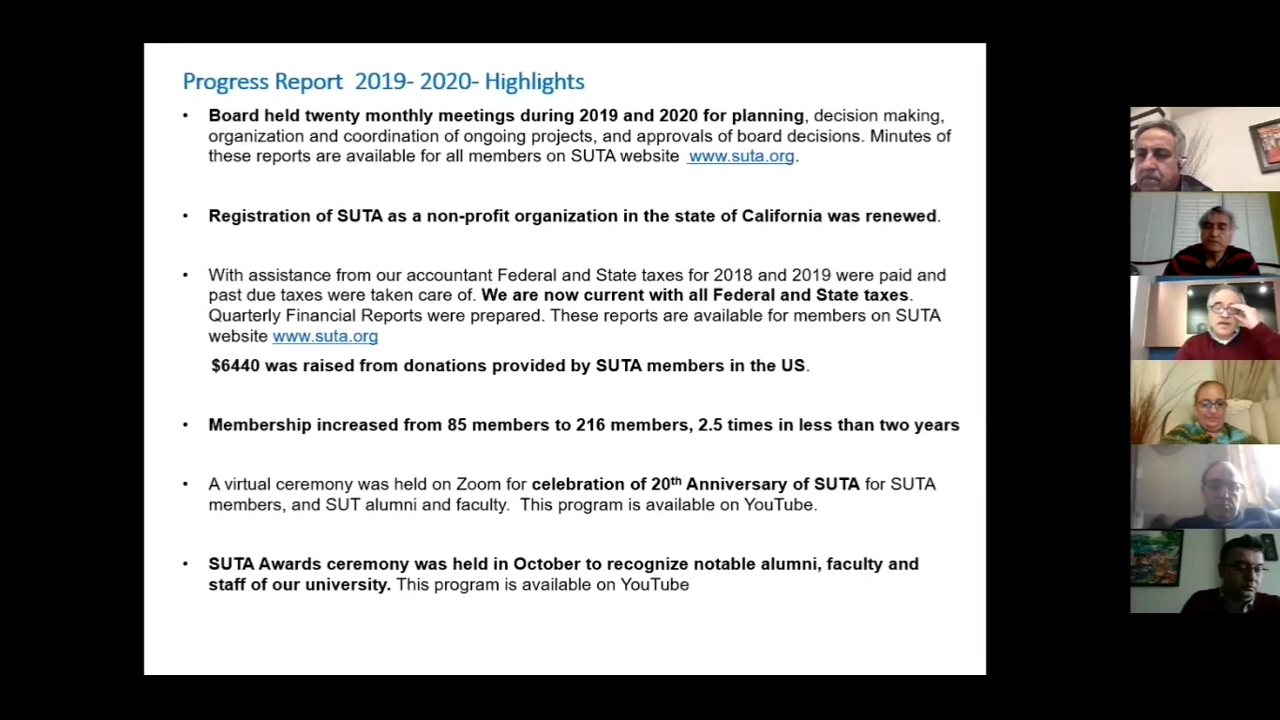 Progress Report 2019- 2020- Highlights
• Board held twenty monthly meetings during 2019 and 2020 for planning, decision making,
organization and coordination of ongoing projects, and approvals of board decisions. Minutes of
these reports are available for all members on SUTA website www.suta.org.
• Registration of SUTA as a non-profit organization in the state of California was renewed.
• With assistance from our accountant Federal and State taxes for 2018 and 2019 were paid and
past due taxes were taken care of. We are now current with all Federal and State taxes.
Quarterly Financial Reports were prepared. These reports are available for members on SUTA
website www.suta.org
$6440 was raised from donations provided by SUTA members in the US.
• Membership increased from 85 members to 216 members, 2.5 times in less than two years
• A virtual ceremony was held on Zoom for celebration of 20th Anniversary of SUTA for SUTA
members, and SUT alumni and faculty. This program is available on YouTube.
• SUTA Awards ceremony was held in October to recognize notable alumni, faculty and
staff of our university. This program is available on YouTube